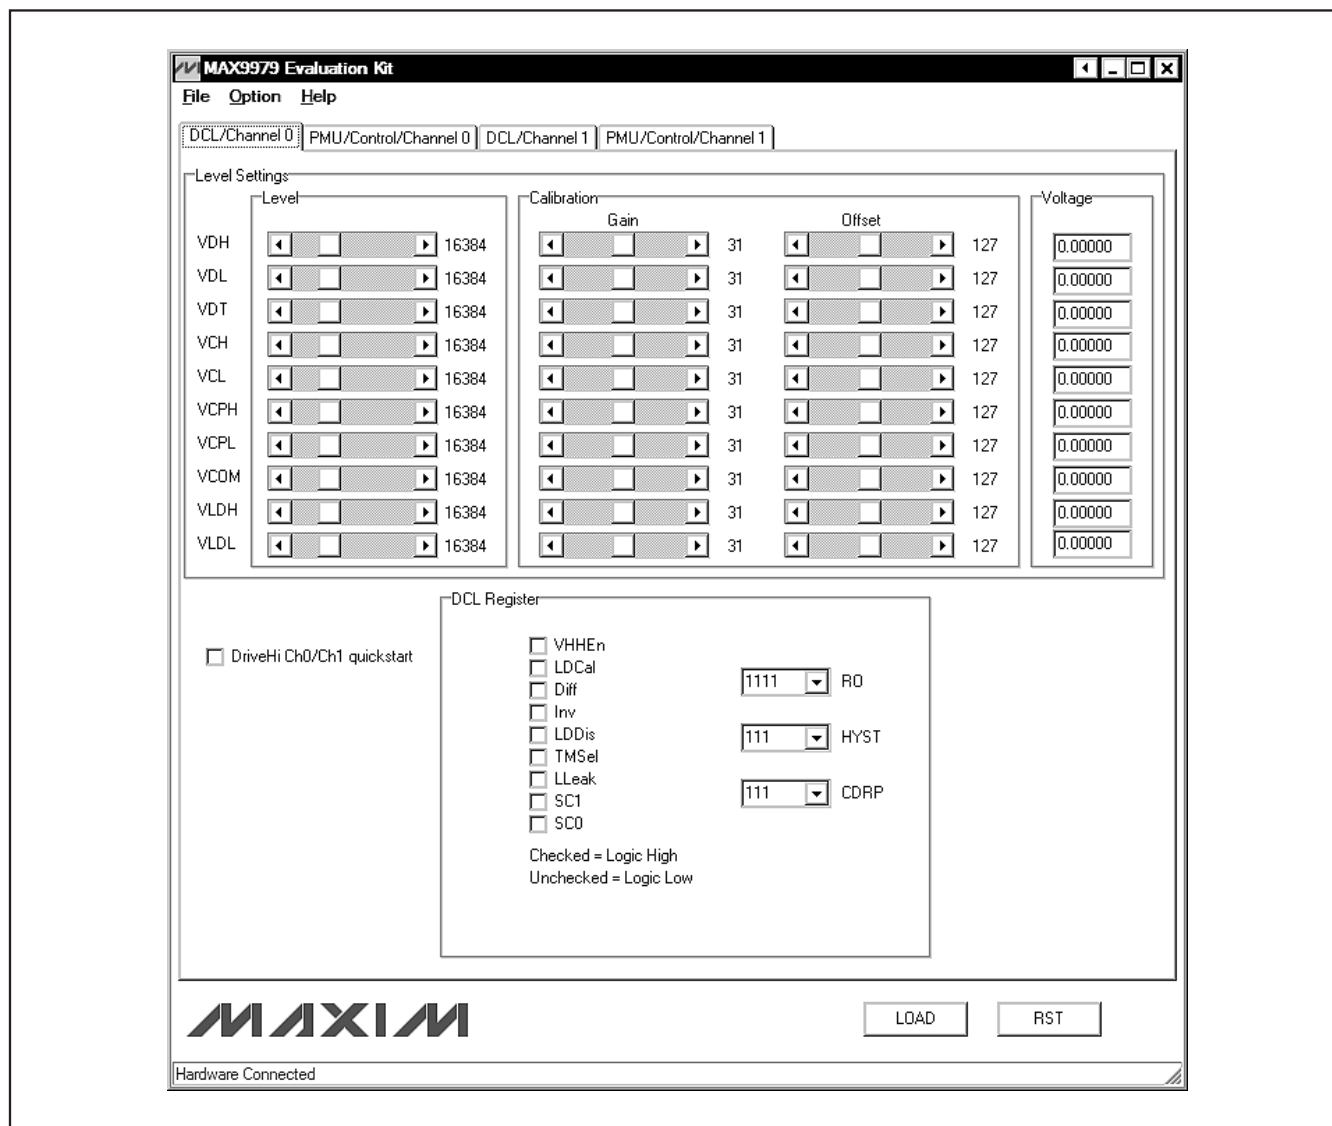 MAX9979 Evaluation Kit
File Option Help
DCL/Channel 0 PMU/Control/Channel 0 DCL/Channel 1 PMU/Control/Channel 1
Level Settings
Level Calibration Voltage
Gain Offset
VDH 16384 31 127 0.00000
VDL 16384 31 127 0.00000
VDT 16384 31 127 0.00000
VCH 16384 31 127 0.00000
VCL 16384 31 127 0.00000
VCPH 16384 31 127 0.00000
VCPL 16384 31 127 0.00000
VCOM 16384 31 127 0.00000
VLDH 16384 31 127 0.00000
VLDL 16384 31 127 0.00000
DriveHi Ch0/Ch1 quickstart
DCL Register
VHHEn
LDCal
Diff
Inv
LDDis
TMSel
LLeak
SC1
SC0
1111 RO
111 HYST
111 CDRP
Checked = Logic High
Unchecked = Logic Low
MAXIM
LOAD RST
Hardware Connected